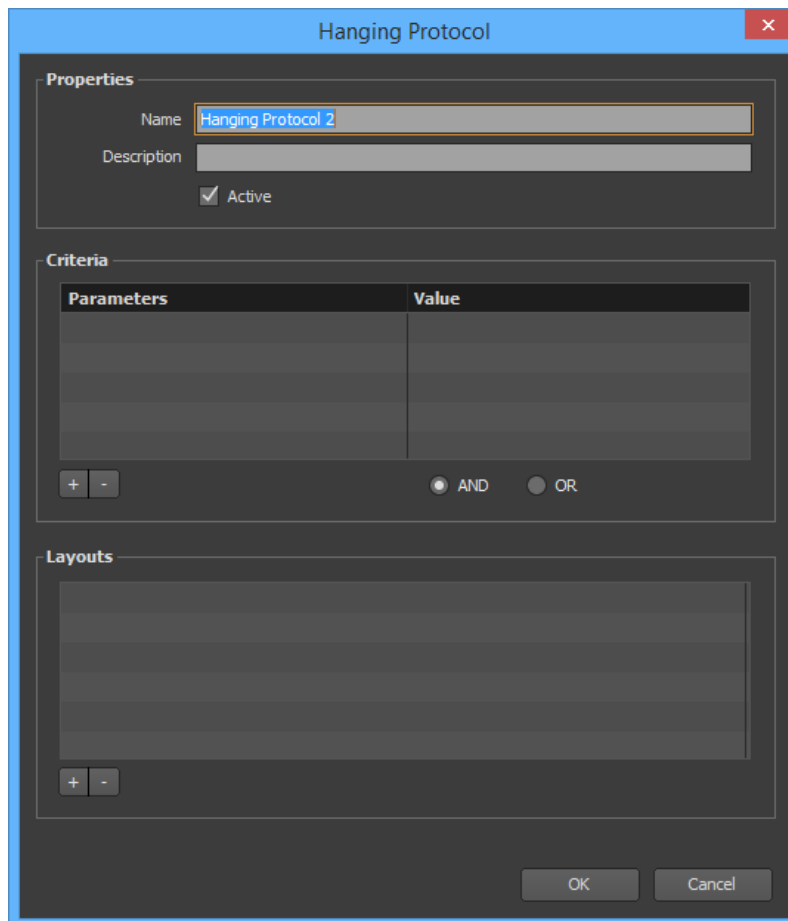 Hanging Protocol
Properties
Name Hanging Protocol 2
Description
Active
Criteria
Parameters Value
+ - AND OR
Layouts
+ -
OK Cancel